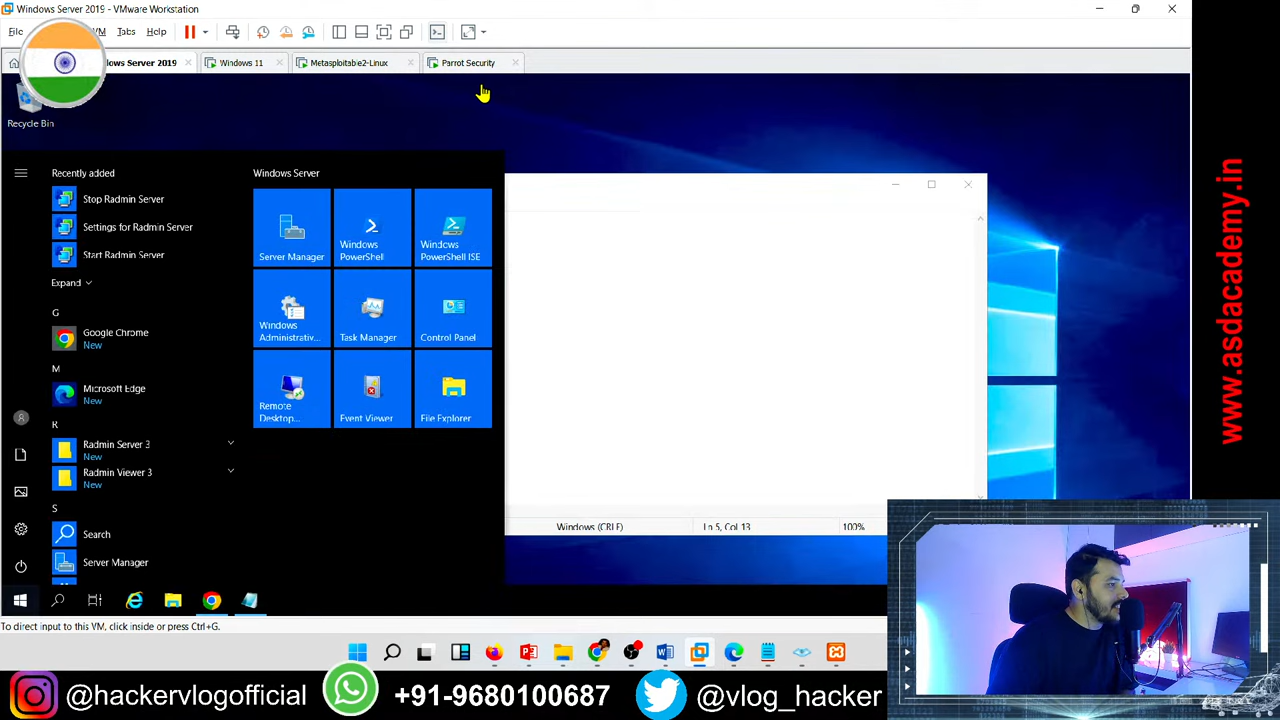 Windows Server 2019 - VMware Workstation
File
VM
Tabs
Help
dows Server 2019
Windows 11
Metasploitable2-Linux
Parrot Security
Recycle Bin
Recently added
Stop Radmin Server
Settings for Radmin Server
Start Radmin Server
Expand
G
Google Chrome
New
M
Microsoft Edge
New
R
Radmin Server 3
New
Radmin Viewer 3
New
S
Search
Server Manager
Windows Server
Server Manager
Windows
PowerShell
Windows
PowerShell ISE
Windows
Administrativ...
Task Manager
Control Panel
Remote
Desktop...
Event Viewer
File Explorer
Windows (CRLF)
Ln 5, Col 13
100%
To direct input to this VM, click inside or press Ctrl+G.
www.asdacademy.in
@hackervlogofficial
+91-9680100687
@vlog_hacker